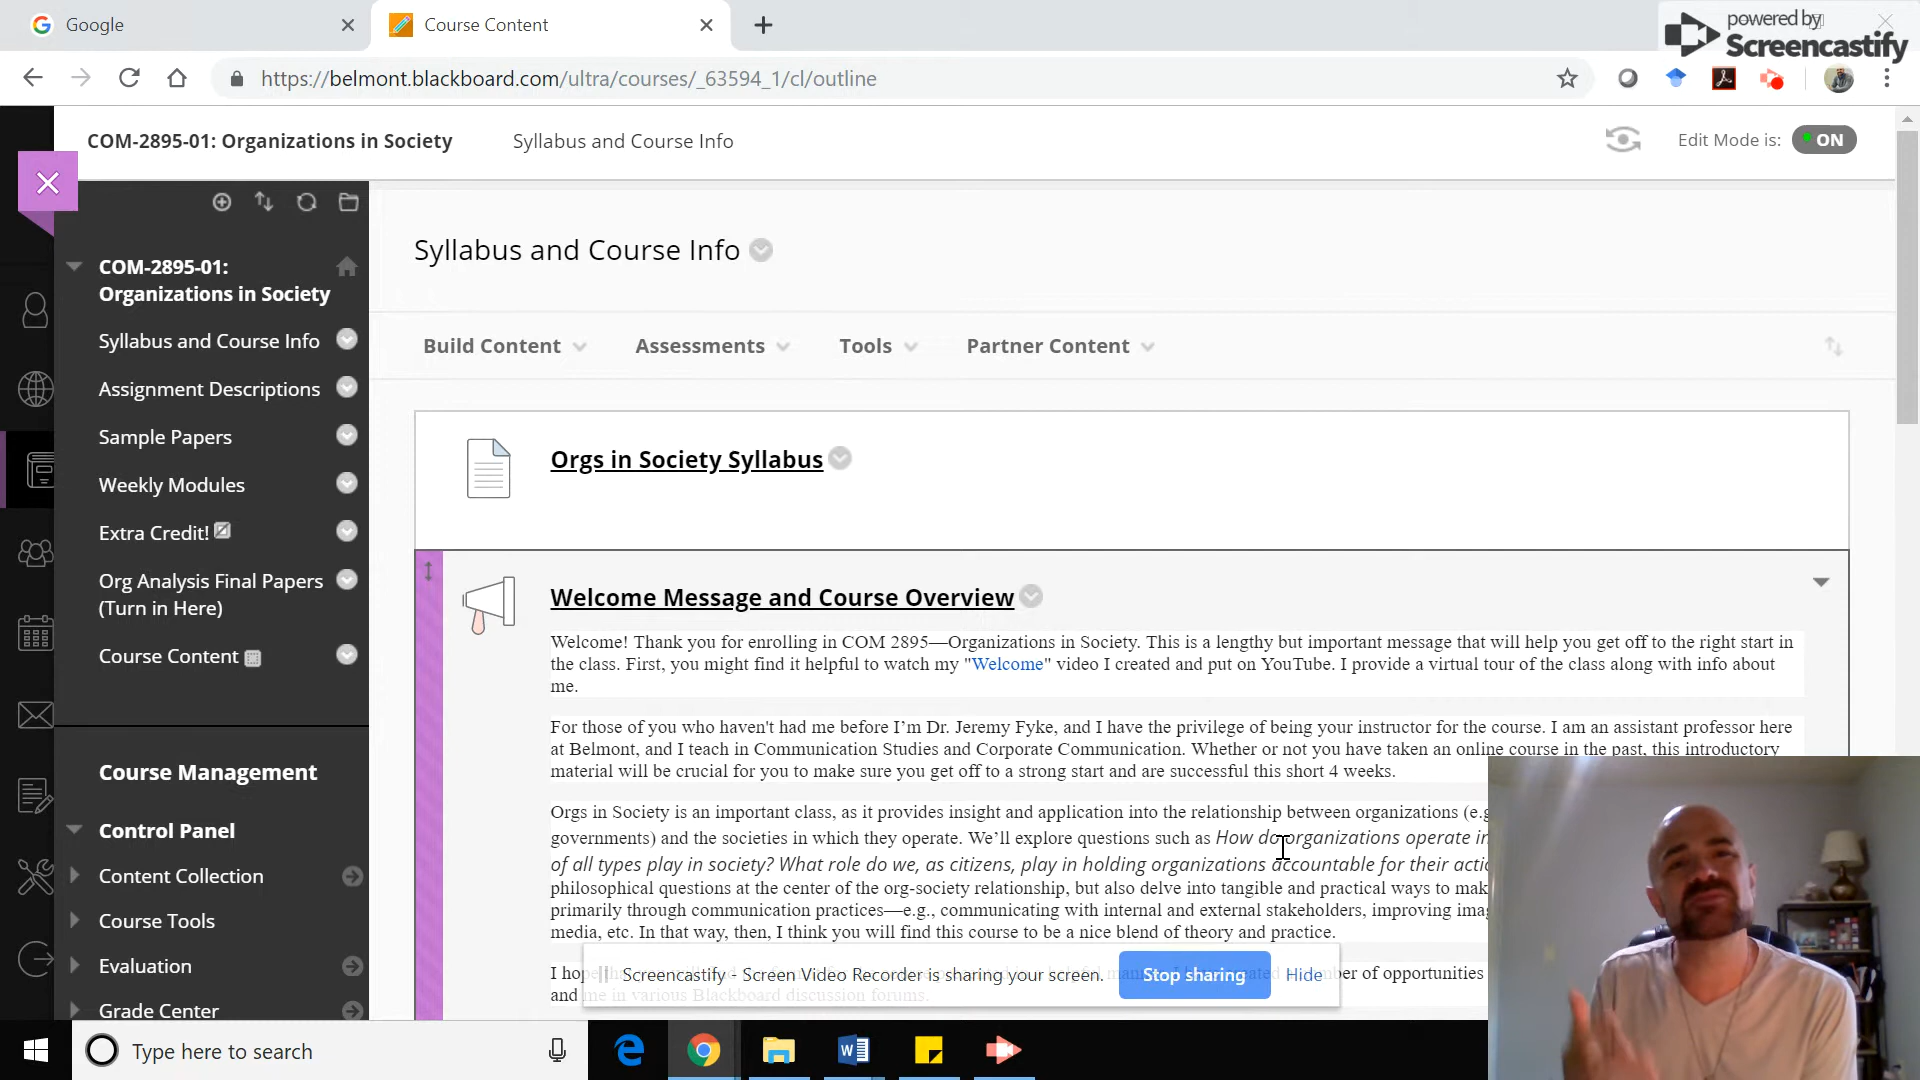 Google
Course Content
powered by
Screencastify
https://belmont.blackboard.com/ultra/courses/_63594_1/cl/outline
COM-2895-01: Organizations in Society
Syllabus and Course Info
Edit Mode is:
ON
COM-2895-01:
Organizations in Society
Syllabus and Course Info
Assignment Descriptions
Sample Papers
Weekly Modules
Extra Credit!
Org Analysis Final Papers
(Turn in Here)
Course Content
Course Management
Control Panel
Content Collection
Course Tools
Evaluation
Grade Center
Syllabus and Course Info
Build Content
Assessments
Tools
Partner Content
Orgs in Society Syllabus
Welcome Message and Course Overview
Welcome! Thank you for enrolling in COM 2895—Organizations in Society. This is a lengthy but important message that will help you get off to the right start in
the class. First, you might find it helpful to watch my "Welcome" video I created and put on YouTube. I provide a virtual tour of the class along with info about
me.
For those of you who haven't had me before I'm Dr. Jeremy Fyke, and I have the privilege of being your instructor for the course. I am an assistant professor here
at Belmont, and I teach in Communication Studies and Corporate Communication. Whether or not you have taken an online course in the past, this introductory
material will be crucial for you to make sure you get off to a strong start and are successful this short 4 weeks.
Orgs in Society is an important class, as it provides insight and application into the relationship between organizations (e.g
governments) and the societies in which they operate. We'll explore questions such as How do organizations operate in
of all types play in society? What role do we, as citizens, play in holding organizations accountable for their actio
philosophical questions at the center of the org-society relationship, but also delve into tangible and practical ways to mak
primarily through communication practices—e.g., communicating with internal and external stakeholders, improving imag
media, etc. In that way, then, I think you will find this course to be a nice blend of theory and practice.
I hope
mber of opportunities
and me in various Blackboard discussion forums.
Screencastify - Screen Video Recorder is sharing your screen.
Stop sharing
Hide
Type here to search